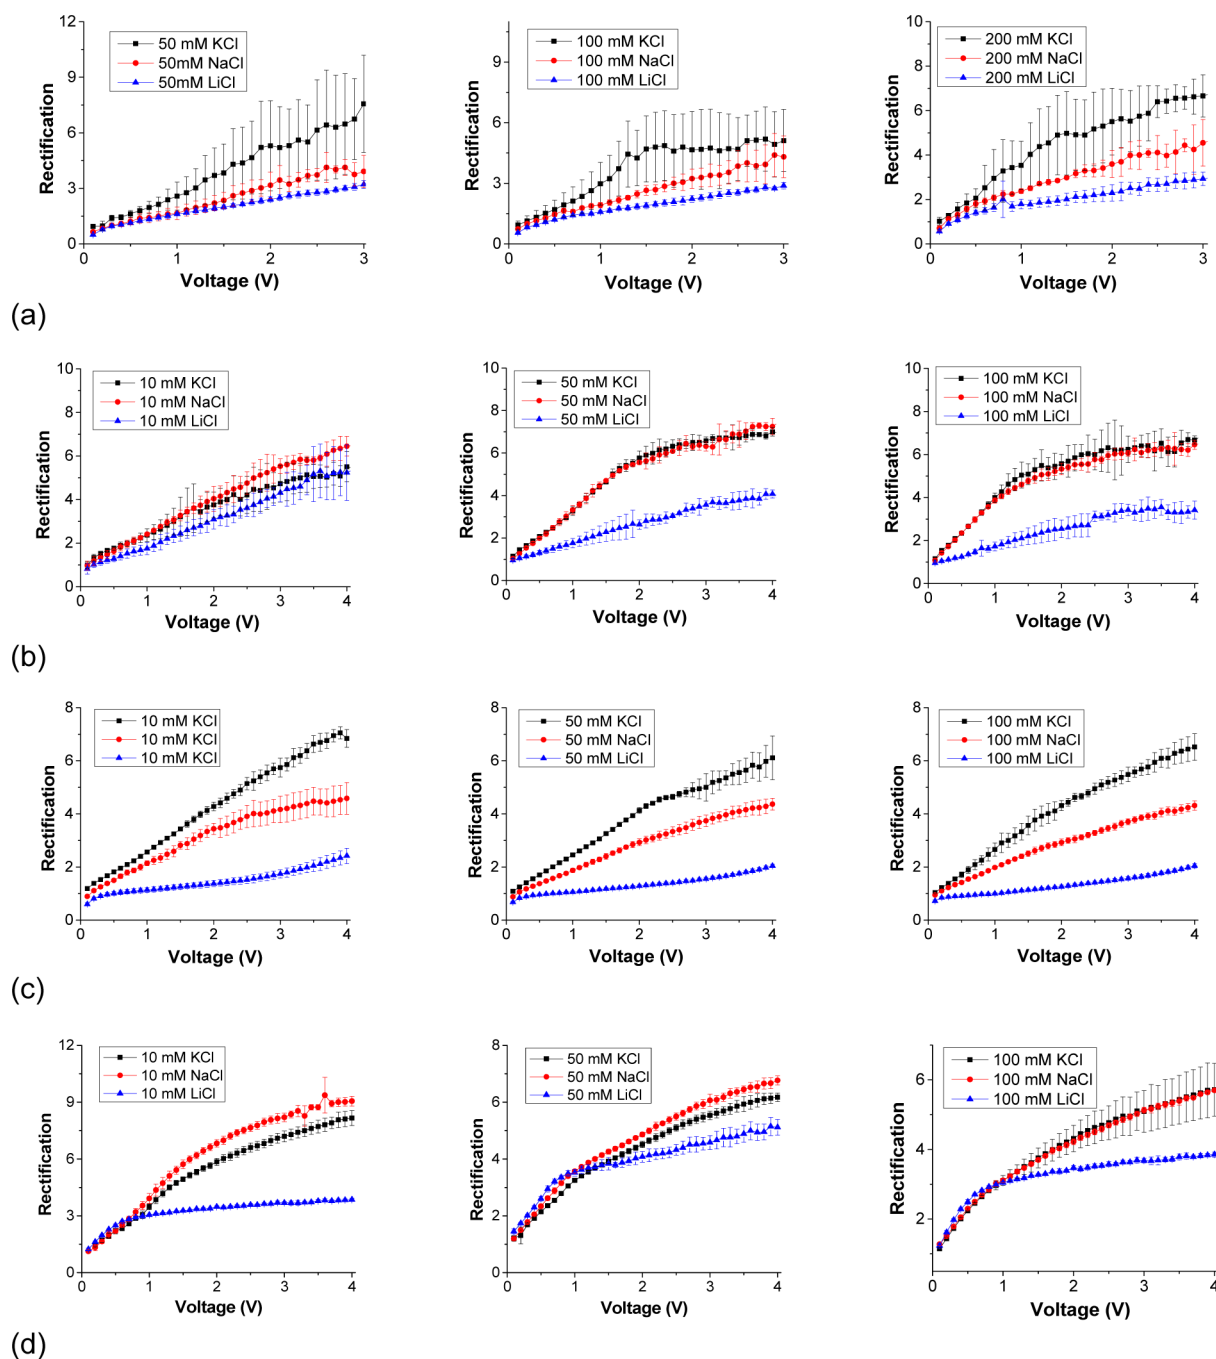 12
9
6
3
0
Rectification
50 mM KCl
50mM NaCl
50mM LiCl
0 1 2 3
Voltage (V)
9
6
3
0
Rectification
100 mM KCl
100 mM NaCl
100 mM LiCl
0 1 2 3
Voltage (V)
10
8
6
4
2
0
Rectification
200 mM KCl
200 mM NaCl
200 mM LiCl
0 1 2 3
Voltage (V)
(a)
10
8
6
4
2
0
Rectification
10 mM KCl
10 mM NaCl
10 mM LiCl
0 1 2 3 4
Voltage (V)
10
8
6
4
2
0
Rectification
50 mM KCl
50 mM NaCl
50 mM LiCl
0 1 2 3 4
Voltage (V)
10
8
6
4
2
0
Rectification
100 mM KCl
100 mM NaCl
100 mM LiCl
0 1 2 3 4
Voltage (V)
(b)
8
6
4
2
0
Rectification
10 mM KCl
10 mM KCl
10 mM KCl
0 1 2 3 4
Voltage (V)
8
6
4
2
0
Rectification
50 mM KCl
50 mM NaCl
50 mM LiCl
0 1 2 3 4
Voltage (V)
8
6
4
2
0
Rectification
100 mM KCl
100 mM NaCl
100 mM LiCl
0 1 2 3 4
Voltage (V)
(c)
12
9
6
3
0
Rectification
10 mM KCl
10 mM NaCl
10 mM LiCl
0 1 2 3 4
Voltage (V)
8
6
4
2
0
Rectification
50 mM KCl
50 mM NaCl
50 mM LiCl
0 1 2 3 4
Voltage (V)
6
4
2
Rectification
100 mM KCl
100 mM NaCl
100 mM LiCl
0 1 2 3 4
Voltage (V)
(d)